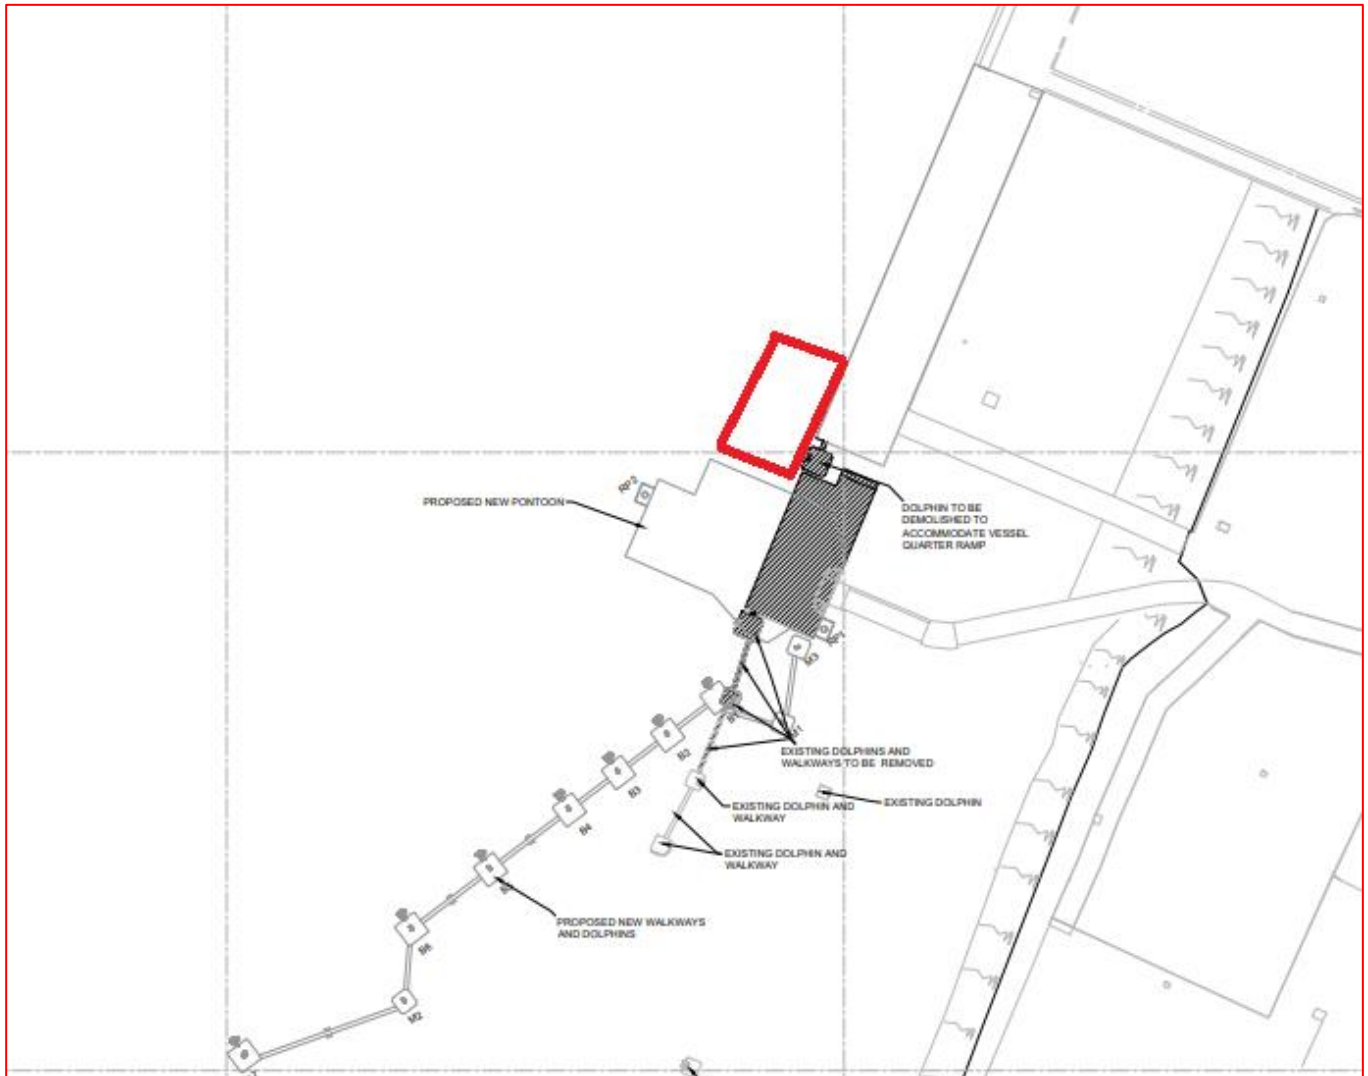 RP2
PROPOSED NEW PONTOON
DOLPHIN TO BE
DEMOLISHED TO
ACCOMMODATE VESSEL
QUARTER RAMP
RP1
M3
B2
EXISTING DOLPHINS AND
WALKWAYS TO BE REMOVED
B3
EXISTING DOLPHIN AND
WALKWAY
EXISTING DOLPHIN
B4
EXISTING DOLPHIN AND
WALKWAY
PROPOSED NEW WALKWAYS
AND DOLPHINS
B6
M2